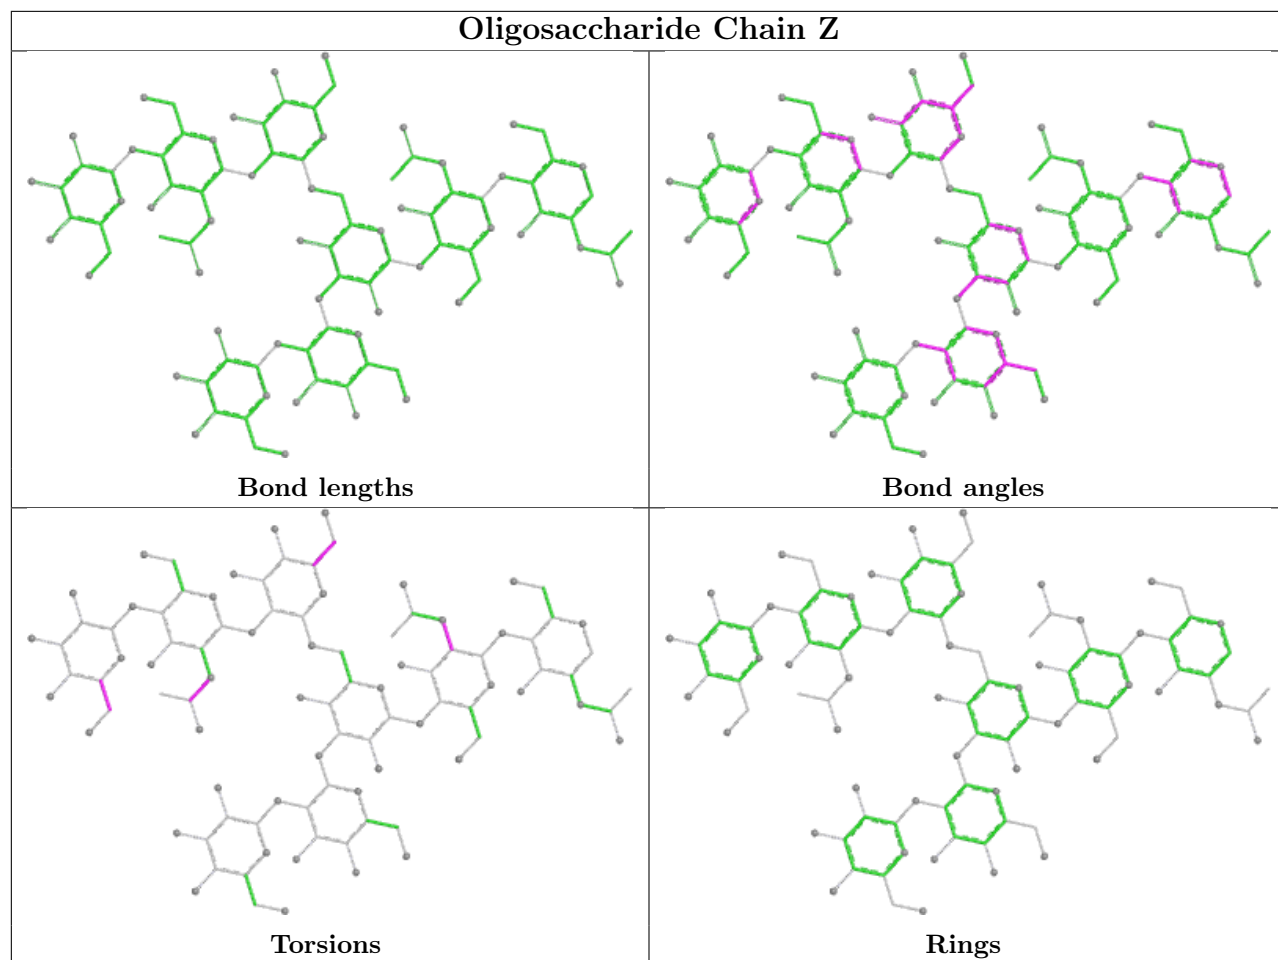 Oligosaccharide Chain Z
Bond lengths
Bond angles
Torsions
Rings